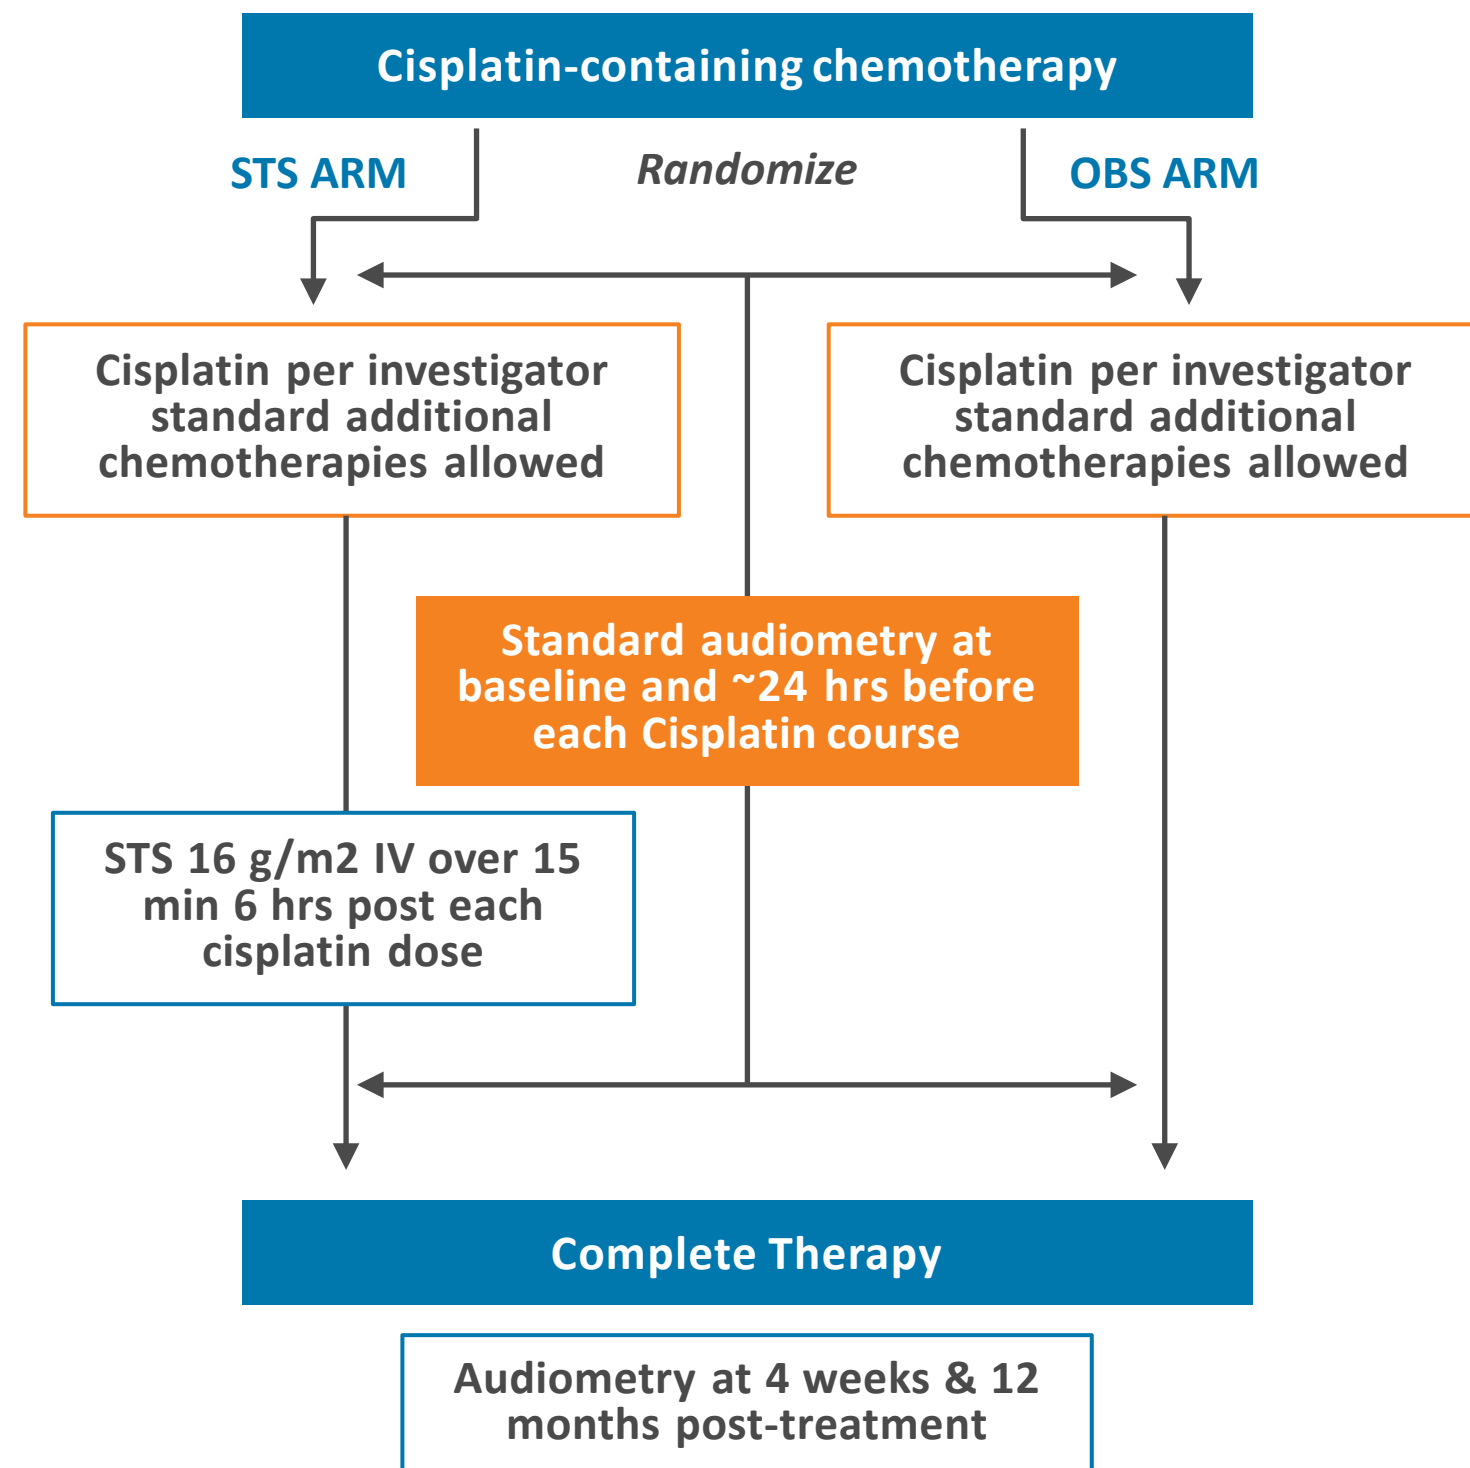 Cisplatin-containing chemotherapy
STS ARM
Randomize
OBS ARM
Cisplatin per investigator
standard additional
chemotherapies allowed
Cisplatin per investigator
standard additional
chemotherapies allowed
Standard audiometry at
baseline and ~24 hrs before
each Cisplatin course
STS 16 g/m2 IV over 15
min 6 hrs post each
cisplatin dose
Complete Therapy
Audiometry at 4 weeks & 12
months post-treatment